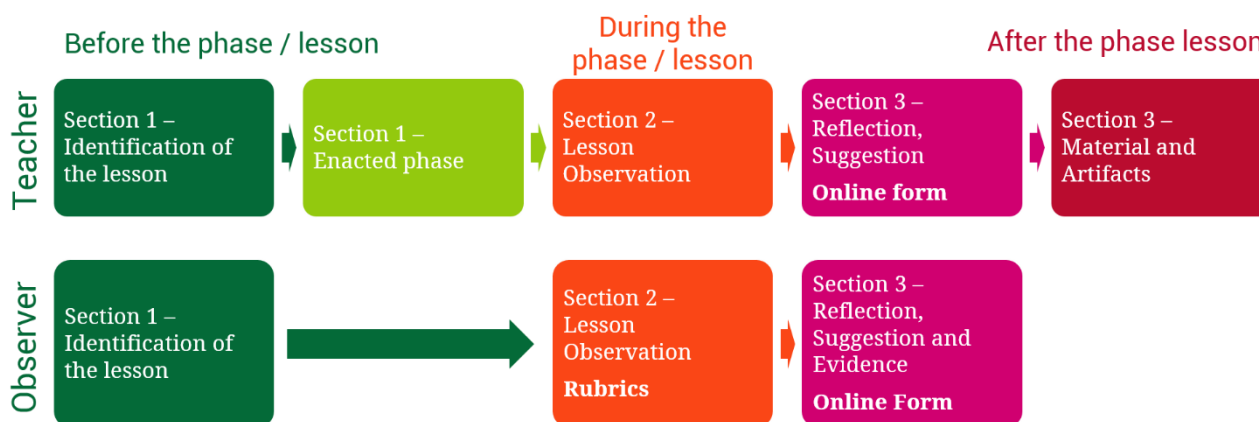 Before the phase / lesson
During the
phase / lesson
After the phase lesson
Teacher
Section 1 –
Identification of
the lesson
Section 1 –
Enacted phase
Section 2 –
Lesson
Observation
Section 3 –
Reflection,
Suggestion
Online form
Section 3 –
Material and
Artifacts
Observer
Section 1 –
Identification of
the lesson
Section 2 –
Lesson
Observation
Rubrics
Section 3 –
Reflection,
Suggestion and
Evidence
Online Form